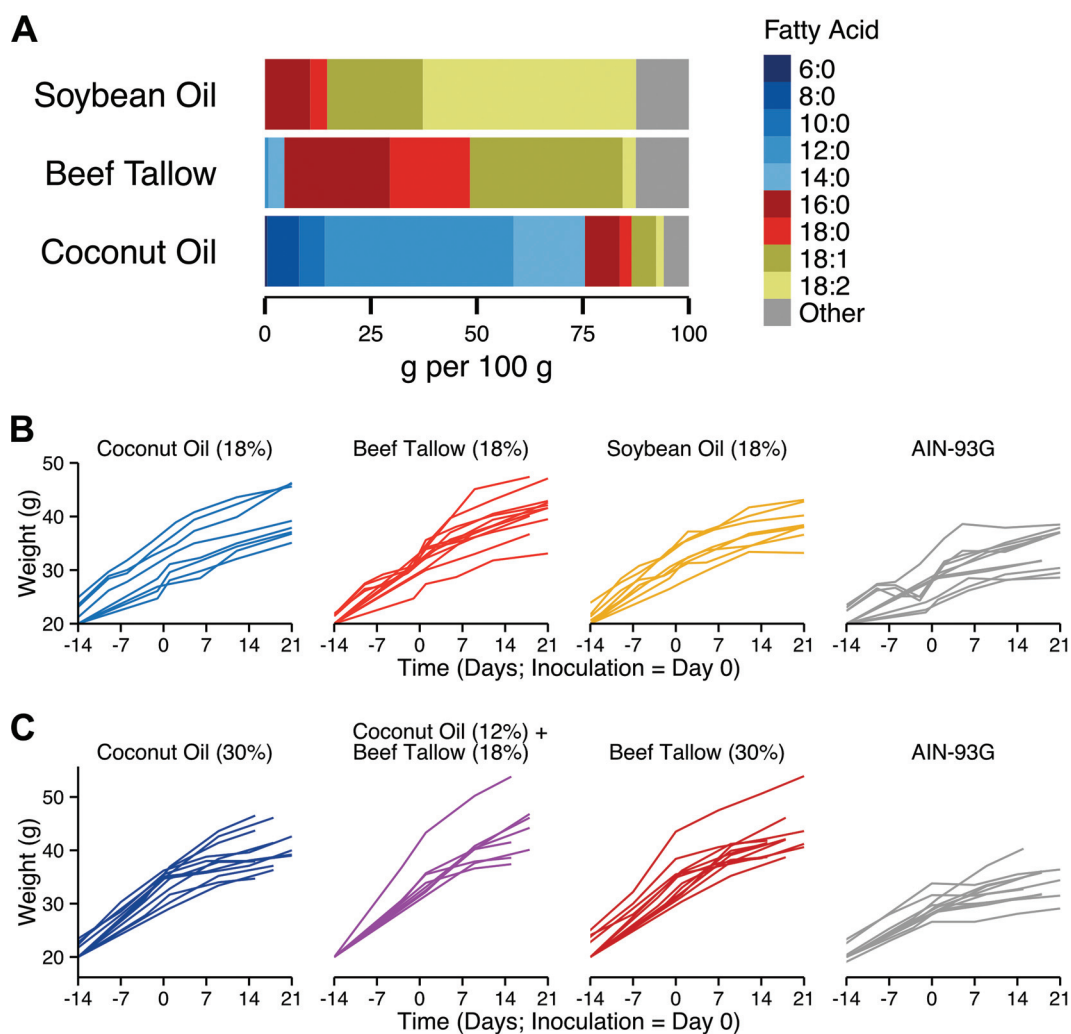 A
Fatty Acid
6:0
8:0
10:0
12:0
14:0
16:0
18:0
18:1
18:2
Other
Soybean Oil
Beef Tallow
Coconut Oil
0 25 50 75 100
g per 100 g
B
Coconut Oil (18%) Beef Tallow (18%) Soybean Oil (18%) AIN-93G
Weight (g)
50
40
30
20
-14 -7 0 7 14 21 -14 -7 0 7 14 21 -14 -7 0 7 14 21 -14 -7 0 7 14 21
Time (Days; Inoculation = Day 0)
C
Coconut Oil (30%)
Coconut Oil (12%) +
Beef Tallow (18%)
Beef Tallow (30%)
AIN-93G
Weight (g)
50
40
30
20
-14 -7 0 7 14 21 -14 -7 0 7 14 21 -14 -7 0 7 14 21 -14 -7 0 7 14 21
Time (Days; Inoculation = Day 0)